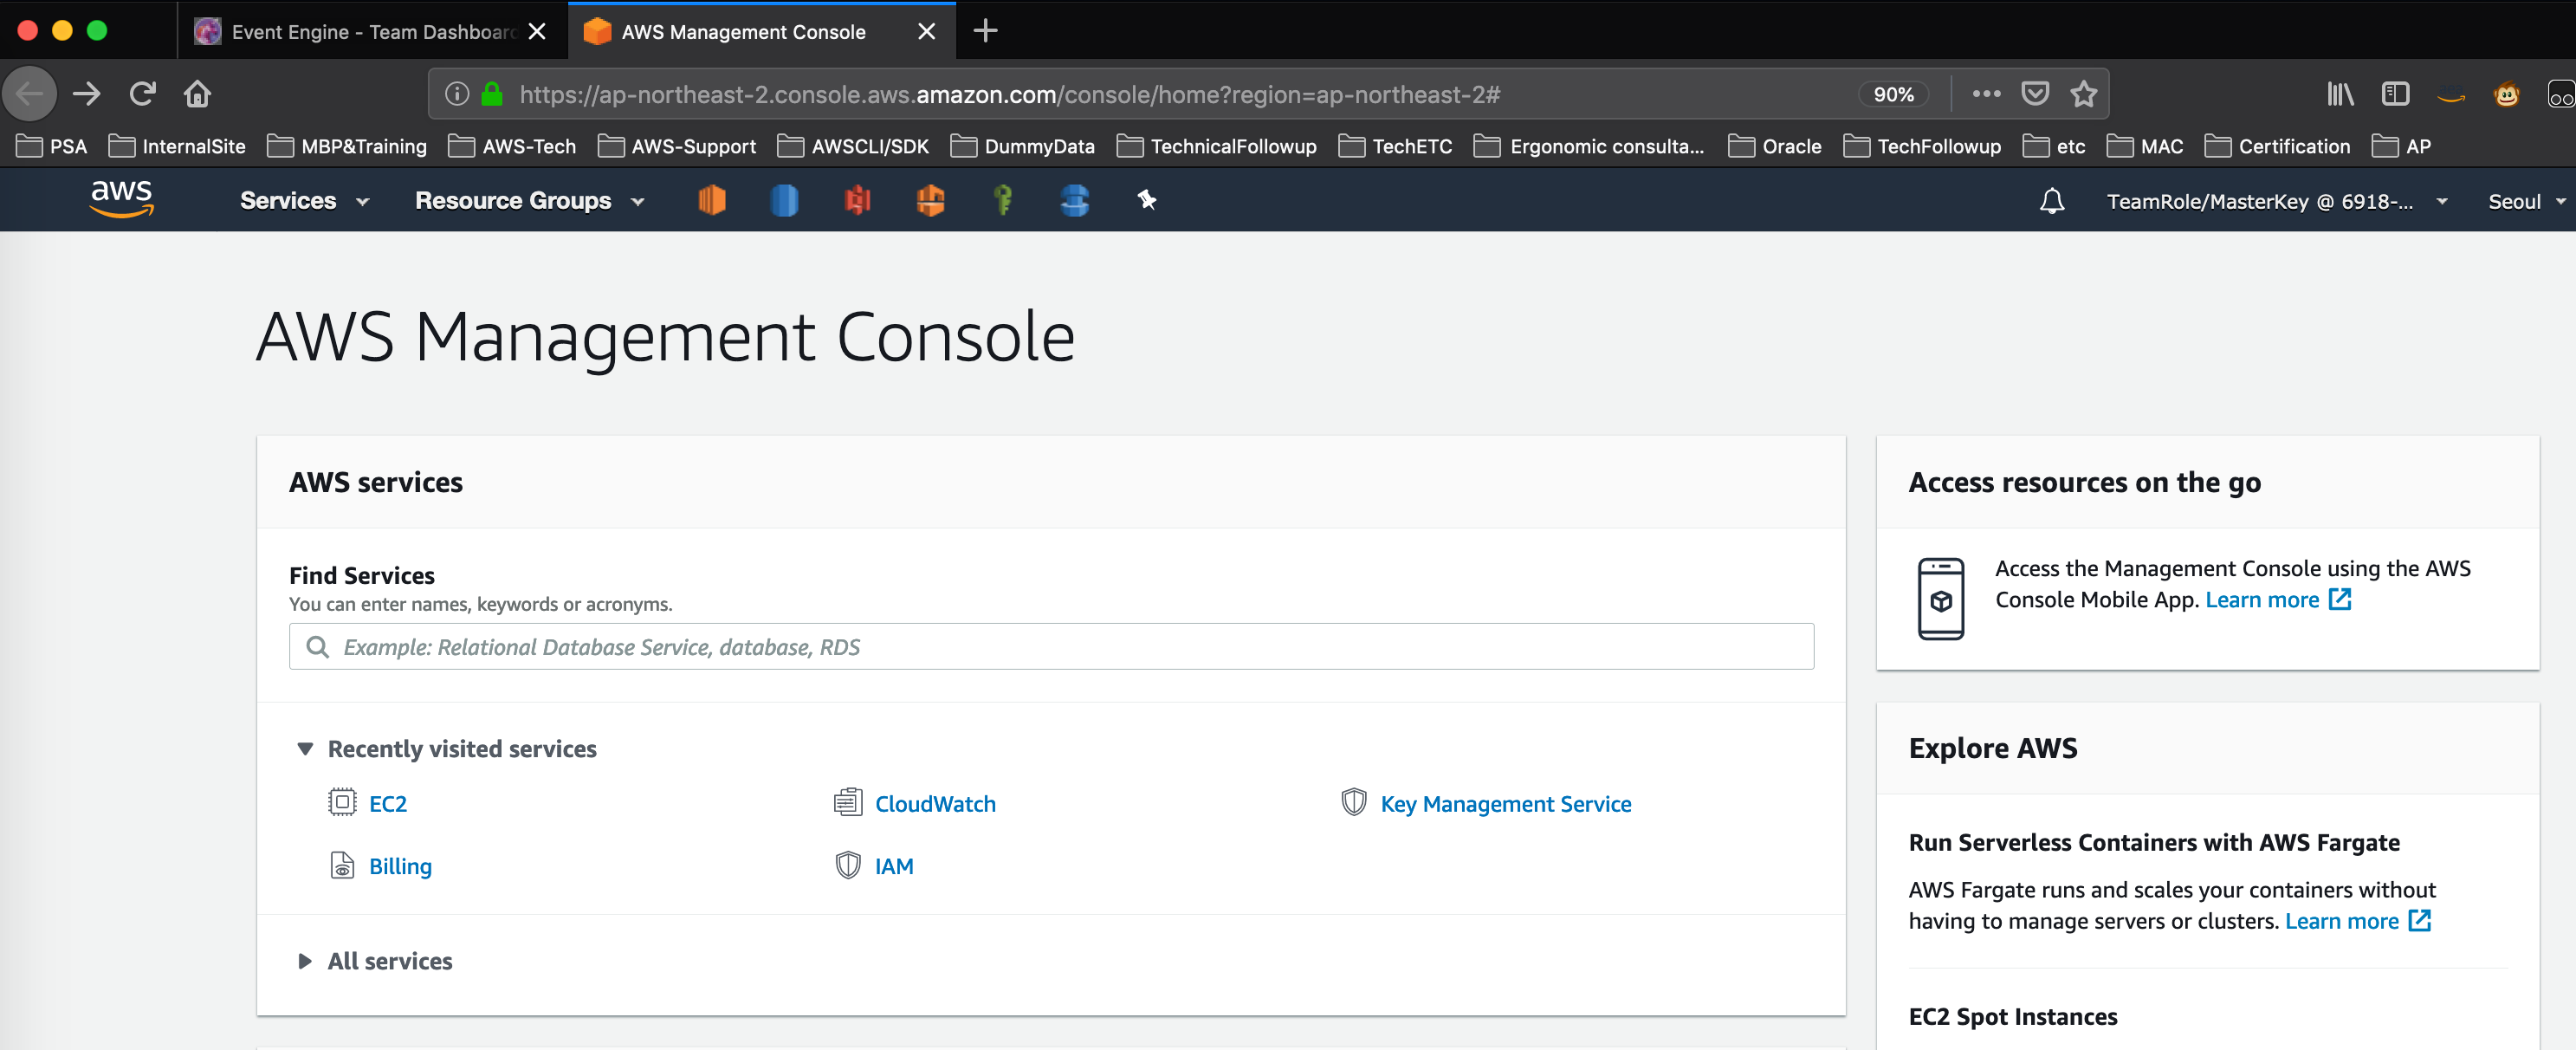 Event Engine - Team Dashboard
AWS Management Console
https://ap-northeast-2.console.aws.amazon.com/console/home?region=ap-northeast-2#
90%
PSA InternalSite MBP&Training AWS-Tech AWS-Support AWSCLI/SDK DummyData TechnicalFollowup TechETC Ergonomic consulta... Oracle TechFollowup etc MAC Certification AP
aws Services Resource Groups TeamRole/MasterKey @ 6918-... Seoul
AWS Management Console
AWS services
Find Services
You can enter names, keywords or acronyms.
Example: Relational Database Service, database, RDS
Recently visited services
EC2 CloudWatch Key Management Service
Billing IAM
All services
Access resources on the go
Access the Management Console using the AWS
Console Mobile App. Learn more
Explore AWS
Run Serverless Containers with AWS Fargate
AWS Fargate runs and scales your containers without
having to manage servers or clusters. Learn more
EC2 Spot Instances